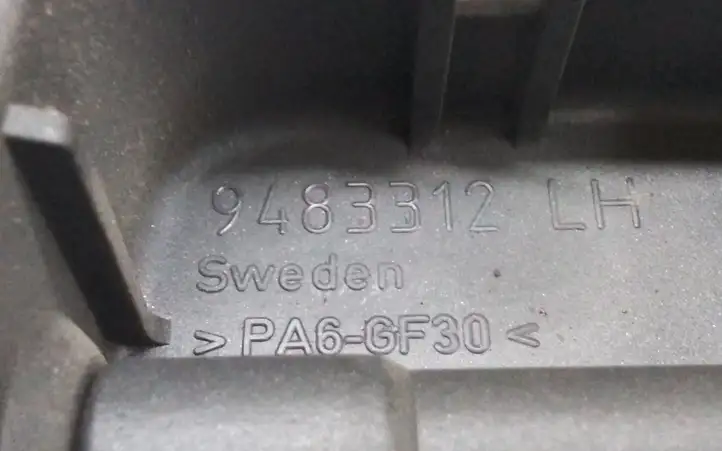 9483312 LH
Sweden
>PA6-GF30<